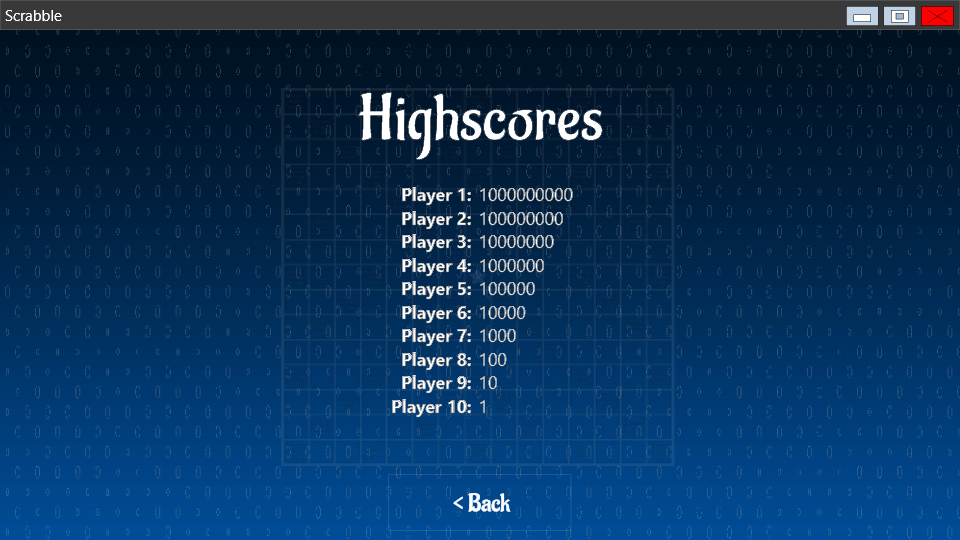 Scrabble
Highscores
Player 1: 1000000000
Player 2: 100000000
Player 3: 10000000
Player 4: 1000000
Player 5: 100000
Player 6: 10000
Player 7: 1000
Player 8: 100
Player 9: 10
Player 10: 1
< Back